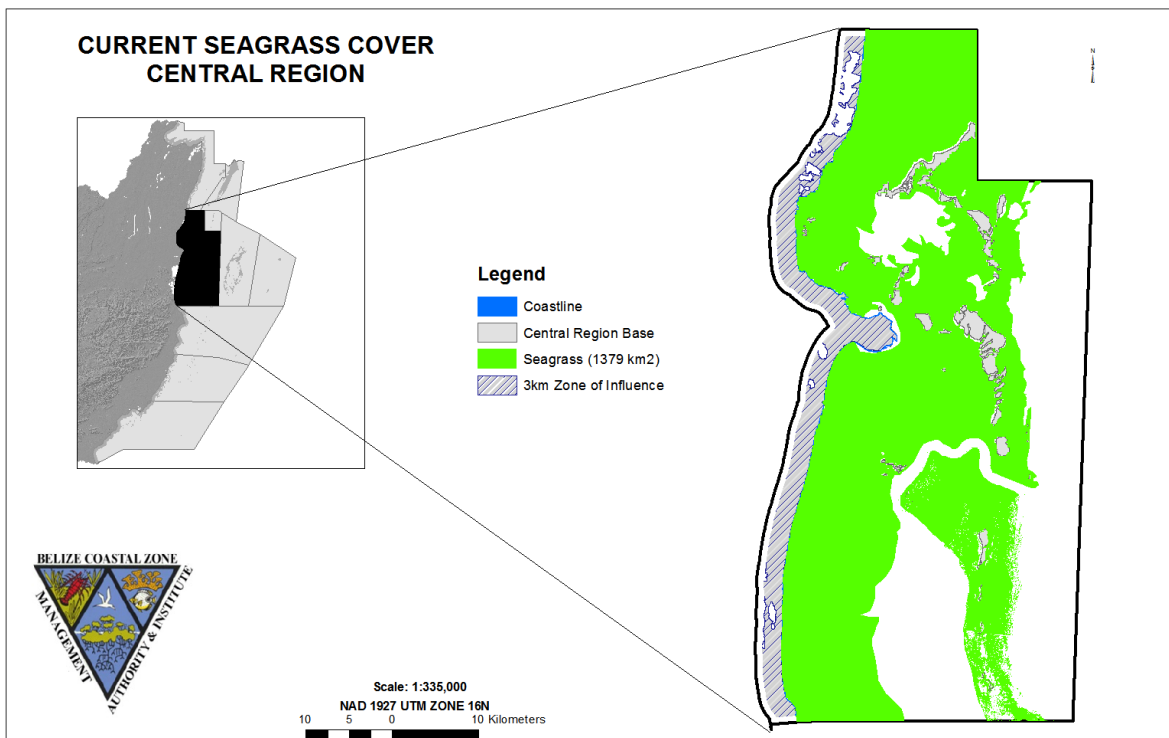 CURRENT SEAGRASS COVER
CENTRAL REGION
N
Legend
Coastline
Central Region Base
Seagrass (1379 km2)
3km Zone of Influence
BELIZE COASTAL ZONE
MANAGEMENT
AUTHORITY & INSTITUTE
Scale: 1:335,000
NAD 1927 UTM ZONE 16N
10 5 0 10 Kilometers